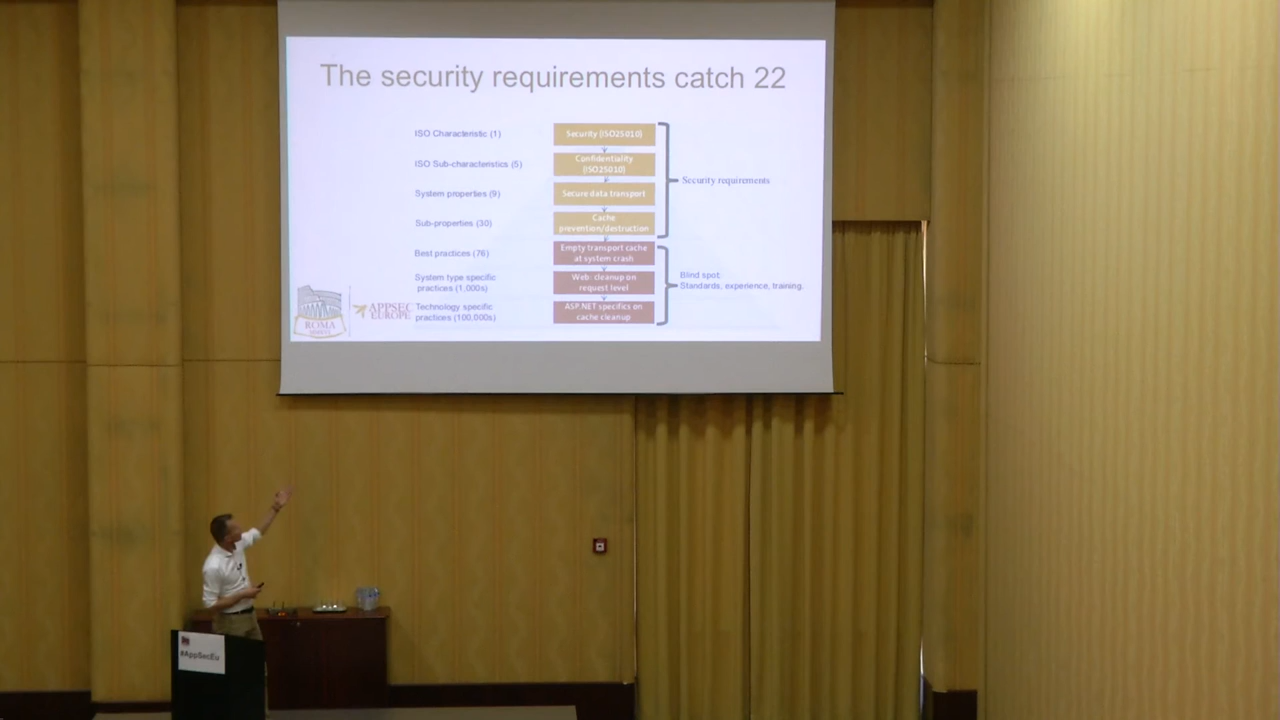 The security requirements catch 22
ISO Characteristic (1)
Security (ISO25010)
ISO Sub-characteristics (5)
Confidentiality
(ISO25010)
Security requirements
System properties (9)
Secure data transport
Sub-properties (30)
Cache
prevention/destruction
Best practices (76)
Empty transport cache
at system crash
System type specific
practices (1,000s)
Web: cleanup on
request level
Blind spot:
Standards, experience, training.
Technology specific
practices (100,000s)
ASP.NET specifics on
cache cleanup
ROMA
APPSEC
EUROPE
#AppSecEu